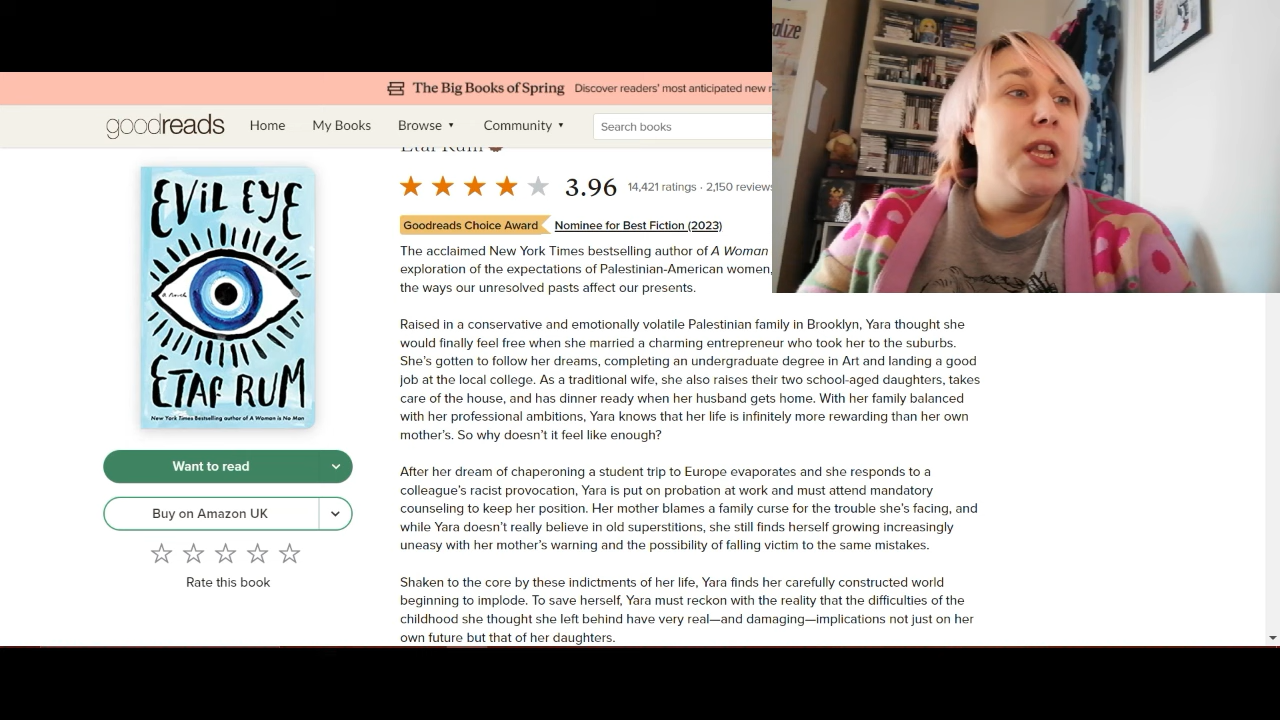 The Big Books of Spring Discover readers' most anticipated new
goodreads Home My Books Browse Community Search books
Etaf Rum
3.96 14,421 ratings · 2,150 reviews
Goodreads Choice Award Nominee for Best Fiction (2023)
The acclaimed New York Times bestselling author of A Woman
exploration of the expectations of Palestinian-American women,
the ways our unresolved pasts affect our presents.
Raised in a conservative and emotionally volatile Palestinian family in Brooklyn, Yara thought she
would finally feel free when she married a charming entrepreneur who took her to the suburbs.
She's gotten to follow her dreams, completing an undergraduate degree in Art and landing a good
job at the local college. As a traditional wife, she also raises their two school-aged daughters, takes
care of the house, and has dinner ready when her husband gets home. With her family balanced
with her professional ambitions, Yara knows that her life is infinitely more rewarding than her own
mother's. So why doesn't it feel like enough?
After her dream of chaperoning a student trip to Europe evaporates and she responds to a
colleague's racist provocation, Yara is put on probation at work and must attend mandatory
counseling to keep her position. Her mother blames a family curse for the trouble she's facing, and
while Yara doesn't really believe in old superstitions, she still finds herself growing increasingly
uneasy with her mother's warning and the possibility of falling victim to the same mistakes.
Shaken to the core by these indictments of her life, Yara finds her carefully constructed world
beginning to implode. To save herself, Yara must reckon with the reality that the difficulties of the
childhood she thought she left behind have very real—and damaging—implications not just on her
own future but that of her daughters.
EVIL EYE
a novel
ETAF RUM
New York Times Bestselling author of A Woman is No Man
Want to read
Buy on Amazon UK
Rate this book